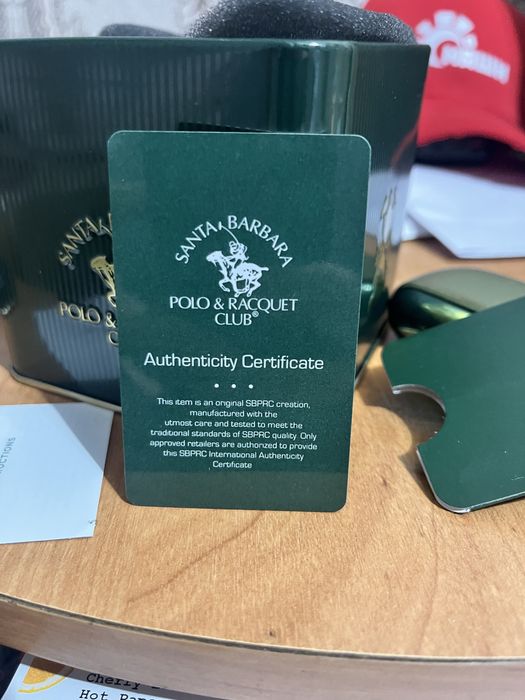 SANTA BARBARA
POLO & RACQUET
CLUB®
Authenticity Certificate
This item is an original SBPRC creation,
manufactured with the
utmost care and tested to meet the
traditional standards of SBPRC quality Only
approved retailers are authorized to provide
this SBPRC International Authenticity
Certificate
SANTA
POLO &
Hot